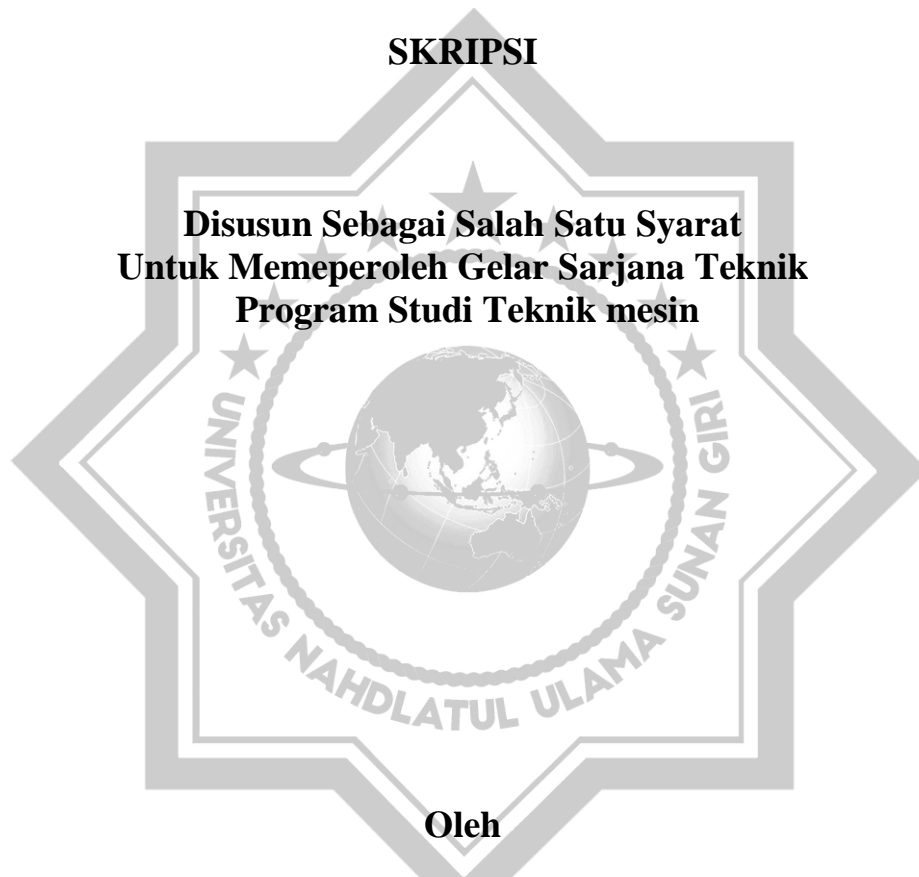 SKRIPSI
Disusun Sebagai Salah Satu Syarat
Untuk Memeperoleh Gelar Sarjana Teknik
Program Studi Teknik mesin
UNIVERSITAS NAHDLATUL ULAMA SUNAN GIRI
Oleh